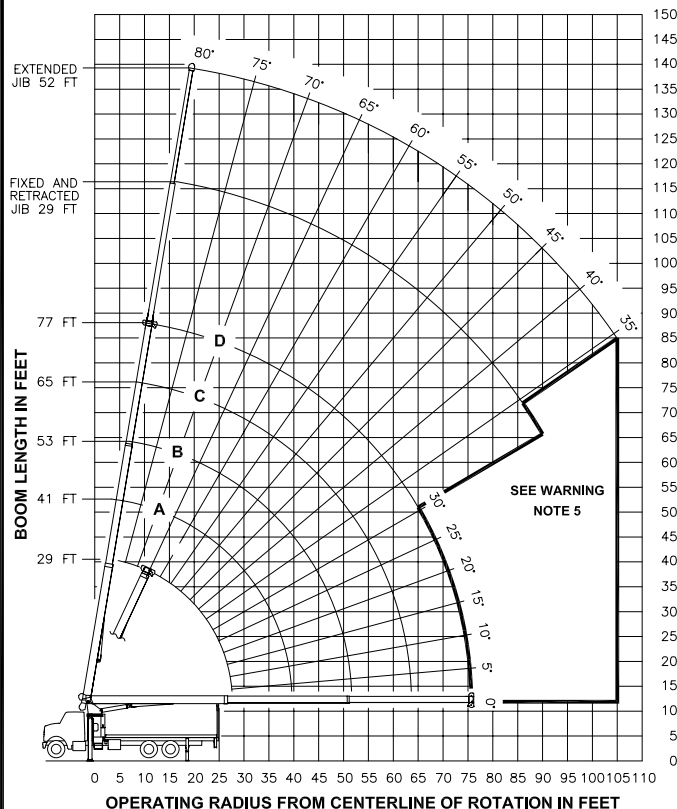 EXTENDED
JIB 52 FT
FIXED AND
RETRACTED
JIB 29 FT
77 FT
65 FT
53 FT
41 FT
29 FT
BOOM LENGTH IN FEET
80°
75°
70°
65°
60°
55°
50°
45°
40°
35°
30°
25°
20°
15°
10°
5°
0°
D
C
B
A
SEE WARNING
NOTE 5
150
145
140
135
130
125
120
115
110
105
100
95
90
85
80
75
70
65
60
55
50
45
40
35
30
25
20
15
10
5
0
0 5 10 15 20 25 30 35 40 45 50 55 60 65 70 75 80 85 90 95 100 105 110
OPERATING RADIUS FROM CENTERLINE OF ROTATION IN FEET